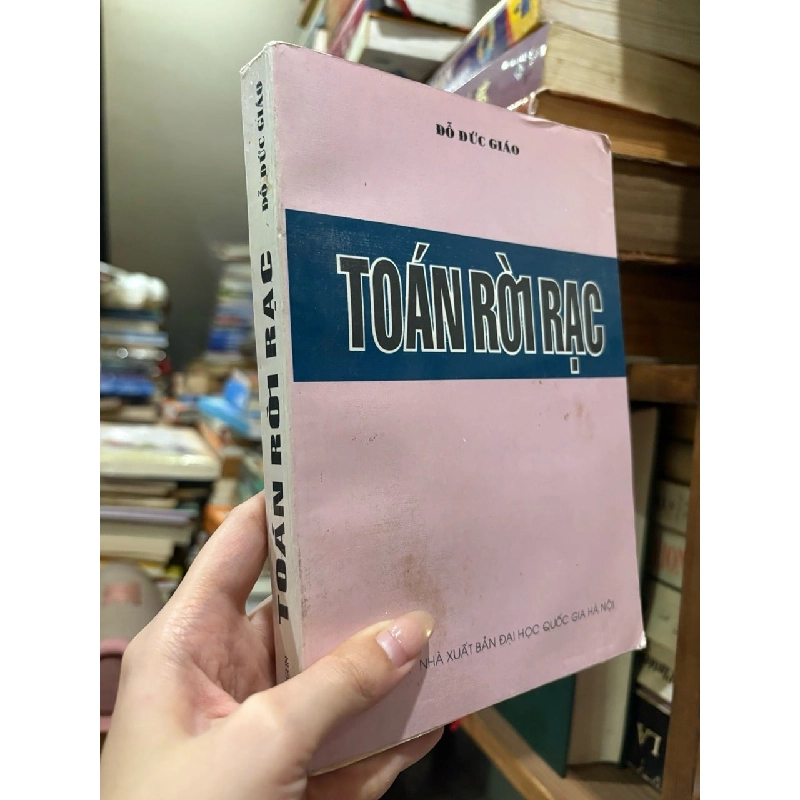 ĐỖ ĐỨC GIÁO
TOÁN RỜI RẠC
NHÀ XUẤT BẢN ĐẠI HỌC QUỐC GIA HÀ NỘI
TOÁN RỜI RẠC ĐỖ ĐỨC GIÁO